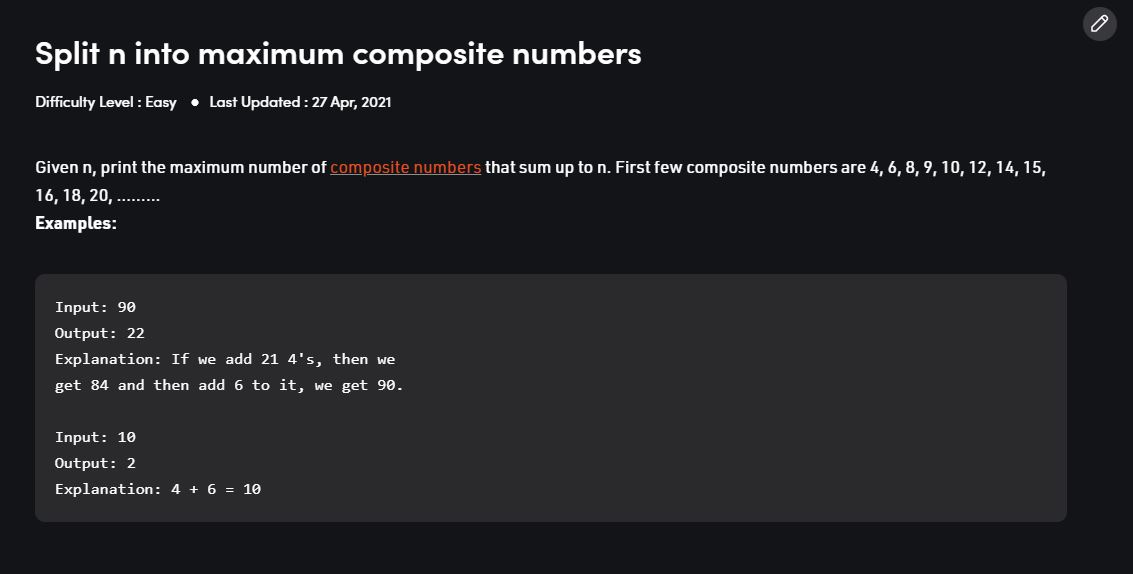 Split n into maximum composite numbers
Difficulty Level : Easy ● Last Updated : 27 Apr, 2021
Given n, print the maximum number of composite numbers that sum up to n. First few composite numbers are 4, 6, 8, 9, 10, 12, 14, 15,
16, 18, 20, .........
Examples:
Input: 90
Output: 22
Explanation: If we add 21 4's, then we
get 84 and then add 6 to it, we get 90.
Input: 10
Output: 2
Explanation: 4 + 6 = 10